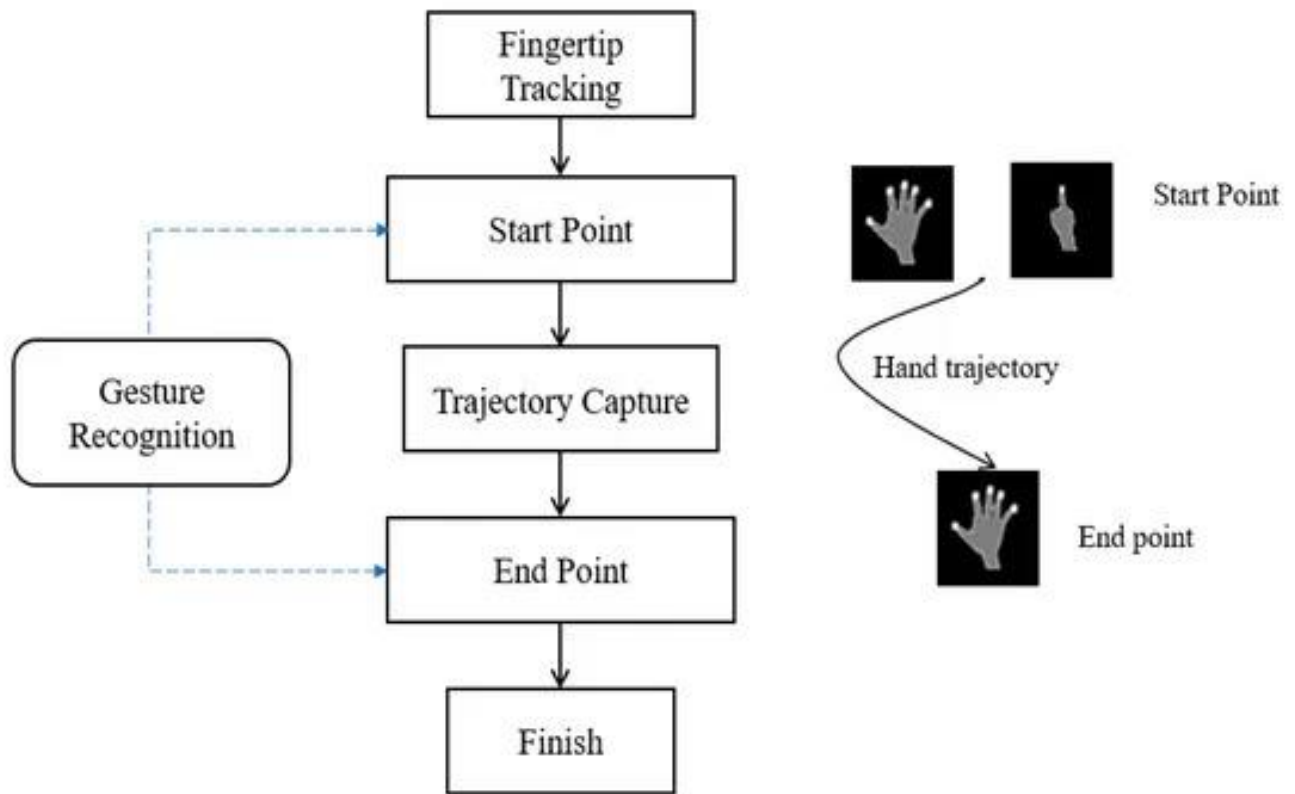 Fingertip
Tracking
Start Point
Start Point
Gesture
Recognition
Trajectory Capture
Hand trajectory
End Point
End point
Finish